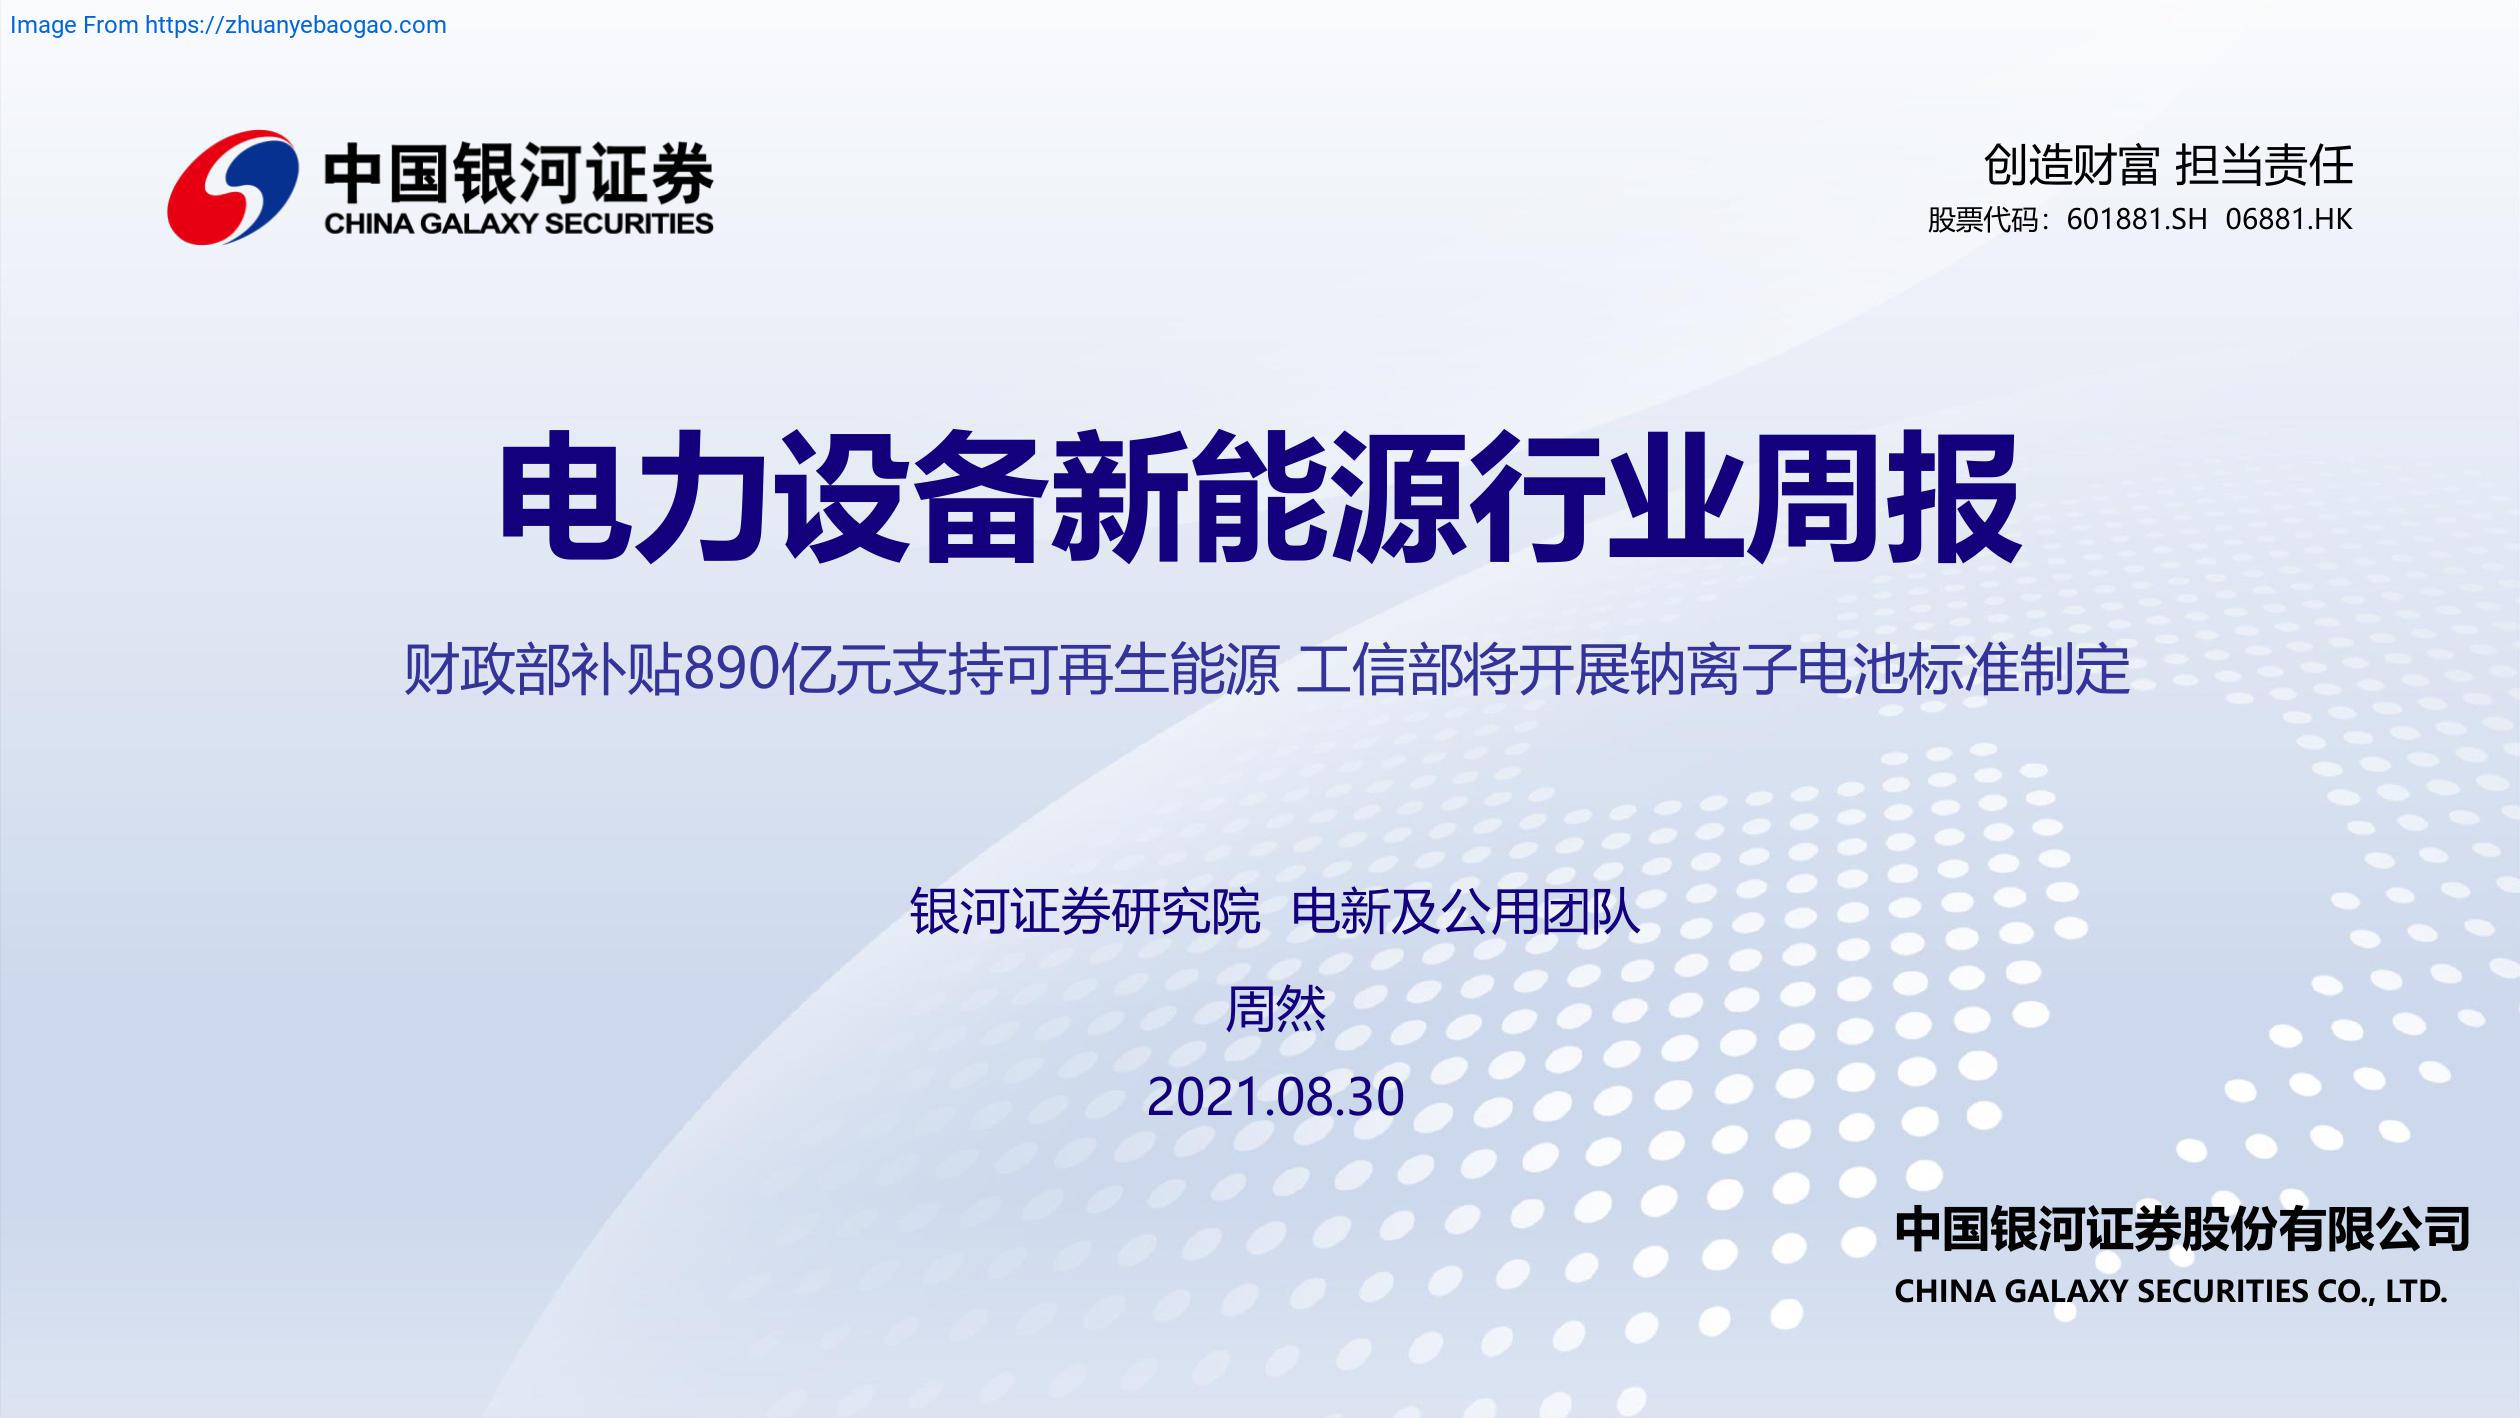 Image From https://zhuanyebaogao.com
中国银河证券
CHINA GALAXY SECURITIES
创造财富 担当责任
股票代码：601881.SH 06881.HK
电力设备新能源行业周报
财政部补贴890亿元支持可再生能源 工信部将开展钠离子电池标准制定
银河证券研究院 电新及公用团队
周然
2021.08.30
中国银河证券股份有限公司
CHINA GALAXY SECURITIES CO., LTD.